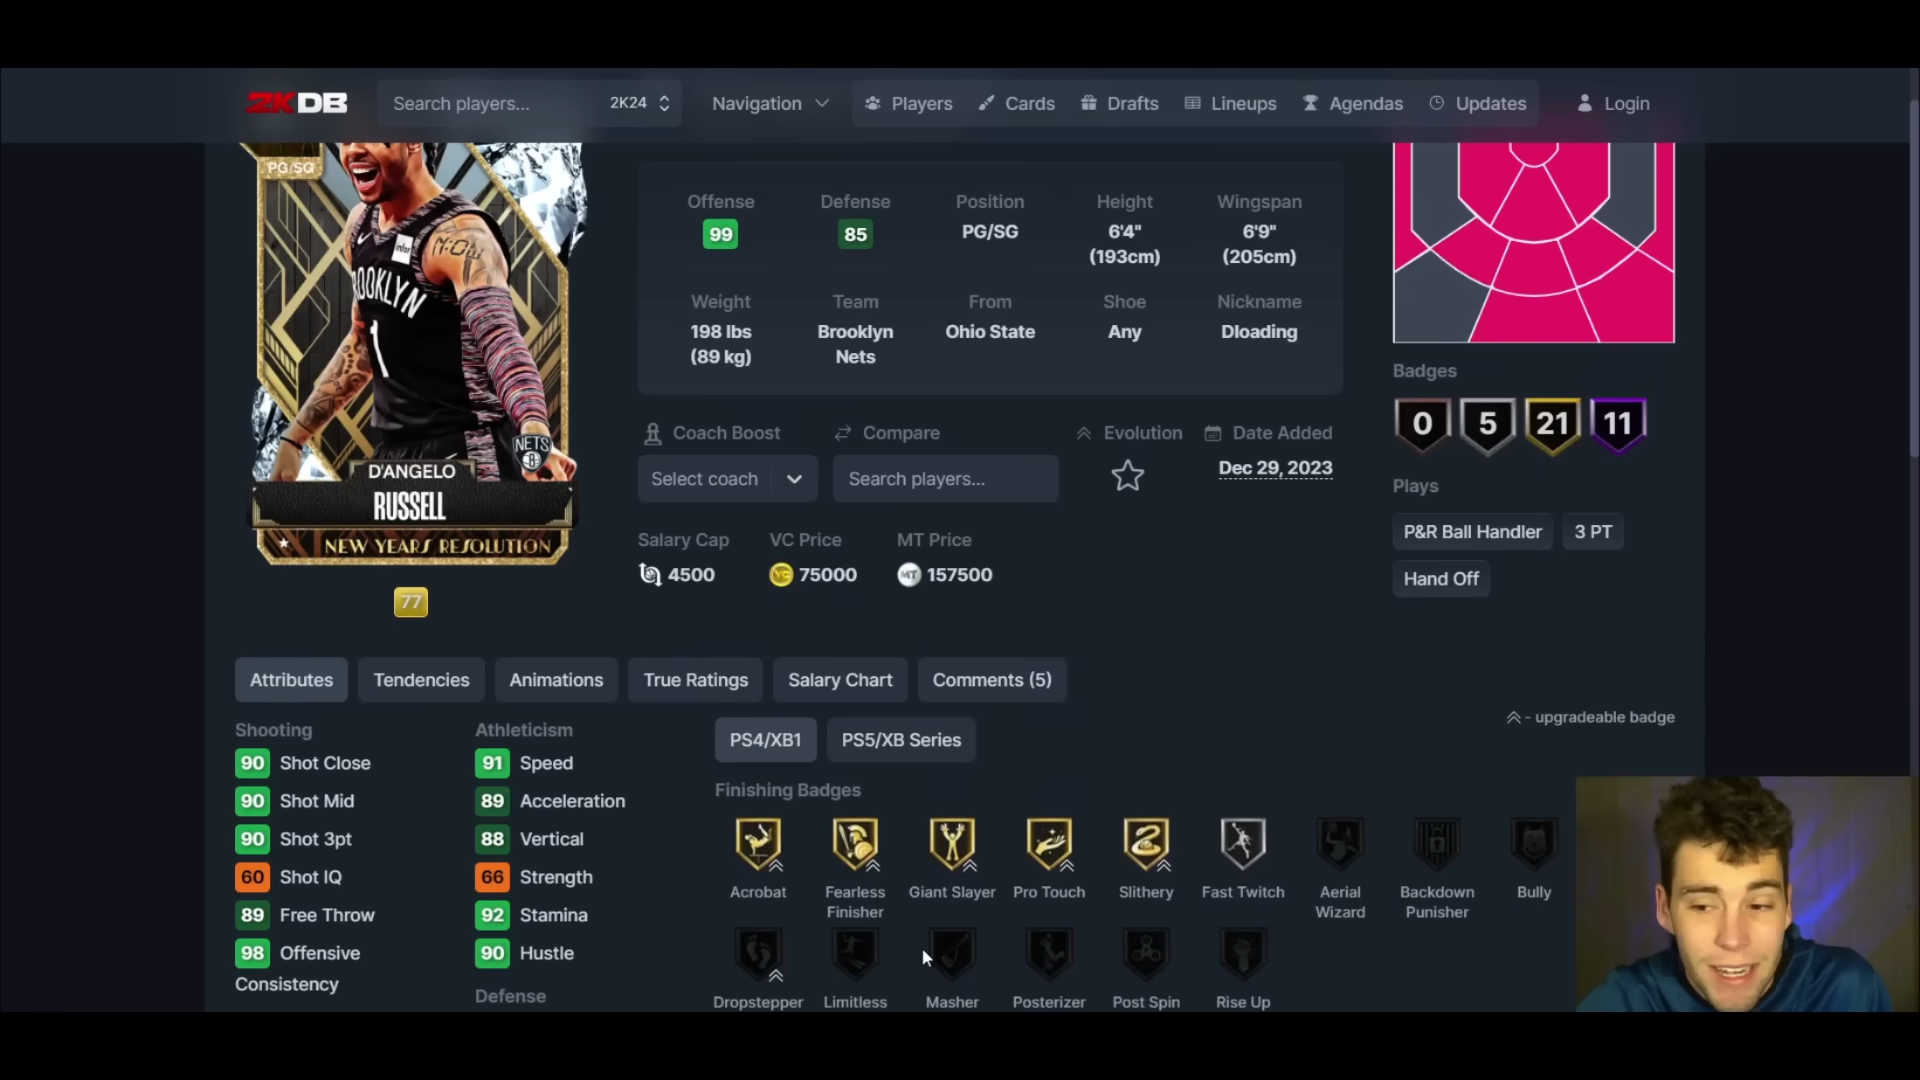 2KDB
Search players...
2K24
Navigation
Players
Cards
Drafts
Lineups
Agendas
Updates
Login
PG/SG
NOW
infor
BROOKLYN
1
NETS
B
D'ANGELO
RUSSELL
NEW YEARS RESOLUTION
77
Offense
99
Defense
85
Position
PG/SG
Height
6'4"
(193cm)
Wingspan
6'9"
(205cm)
Weight
198 lbs
(89 kg)
Team
Brooklyn
Nets
From
Ohio State
Shoe
Any
Nickname
Dloading
Coach Boost
Select coach
Compare
Search players...
Evolution
Date Added
Dec 29, 2023
Salary Cap
4500
VC Price
VC 75000
MT Price
MT 157500
Badges
0 5 21 11
Plays
P&R Ball Handler
3 PT
Hand Off
Attributes
Tendencies
Animations
True Ratings
Salary Chart
Comments (5)
- upgradeable badge
Shooting
90 Shot Close
90 Shot Mid
90 Shot 3pt
60 Shot IQ
89 Free Throw
98 Offensive
Consistency
Athleticism
91 Speed
89 Acceleration
88 Vertical
66 Strength
92 Stamina
90 Hustle
Defense
PS4/XB1
PS5/XB Series
Finishing Badges
Acrobat
Fearless
Finisher
Giant Slayer
Pro Touch
Slithery
Fast Twitch
Aerial
Wizard
Backdown
Punisher
Bully
Dropstepper
Limitless
Masher
Posterizer
Post Spin
Rise Up